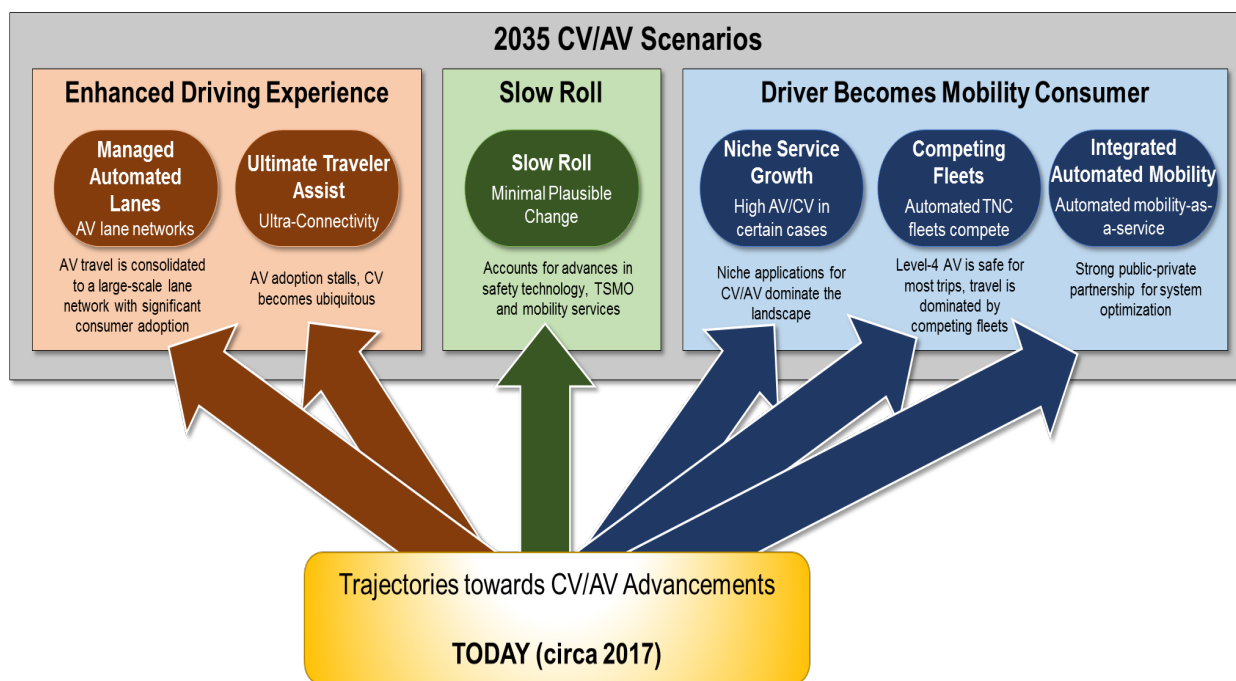 2035 CV/AV Scenarios
Enhanced Driving Experience
Managed
Automated
Lanes
AV lane networks
AV travel is consolidated
to a large-scale lane
network with significant
consumer adoption
Ultimate Traveler
Assist
Ultra-Connectivity
AV adoption stalls, CV
becomes ubiquitous
Slow Roll
Slow Roll
Minimal Plausible
Change
Accounts for advances in
safety technology, TSMO
and mobility services
Driver Becomes Mobility Consumer
Niche Service
Growth
High AV/CV in
certain cases
Niche applications for
CV/AV dominate the
landscape
Competing
Fleets
Automated TNC
fleets compete
Level-4 AV is safe for
most trips, travel is
dominated by
competing fleets
Integrated
Automated Mobility
Automated mobility-as-
a-service
Strong public-private
partnership for system
optimization
Trajectories towards CV/AV Advancements
TODAY (circa 2017)